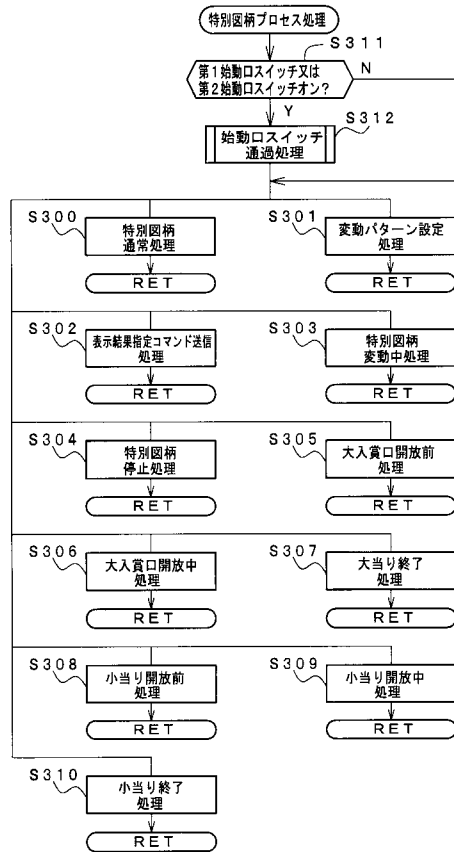 特別図柄プロセス処理
S311
第1始動口スイッチ又は
第2始動口スイッチオン?
N
Y
S312
始動口スイッチ
通過処理
S300
特別図柄
通常処理
RET
S301
変動パターン設定
処理
RET
S302
表示結果指定コマンド送信
処理
RET
S303
特別図柄
変動中処理
RET
S304
特別図柄
停止処理
RET
S305
大入賞口開放前
処理
RET
S306
大入賞口開放中
処理
RET
S307
大当り終了
処理
RET
S308
小当り開放前
処理
RET
S309
小当り開放中
処理
RET
S310
小当り終了
処理
RET